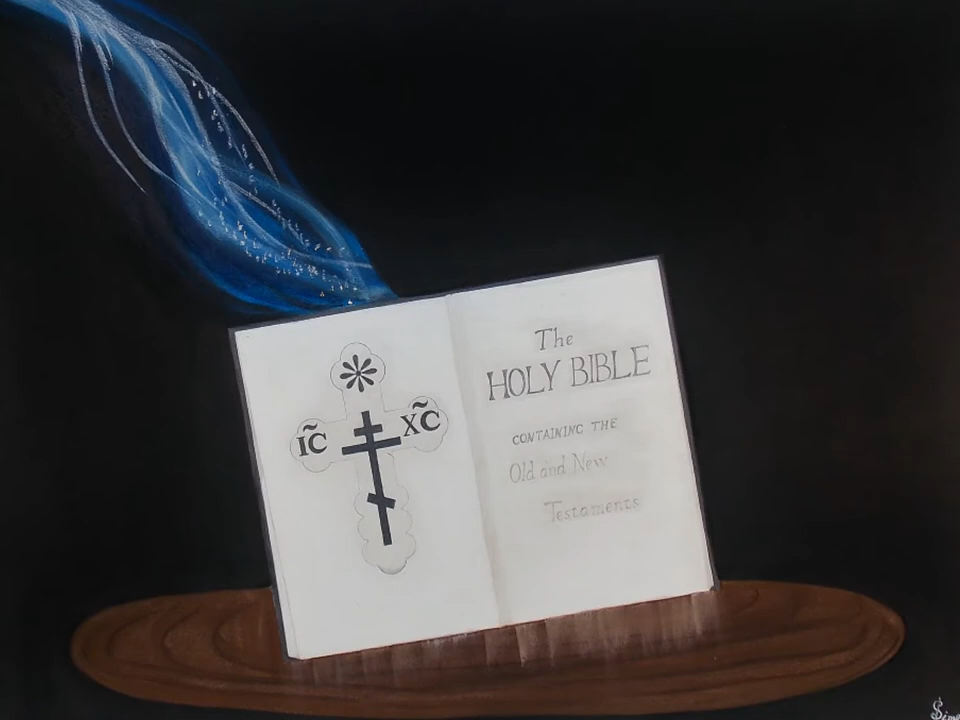 IC XC
The
HOLY BIBLE
CONTAINING THE
Old and New
Testaments